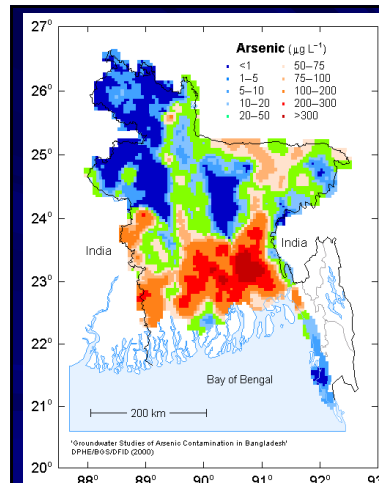 27°
26°
25°
24°
23°
22°
21°
20°
Arsenic (µg L⁻¹)
<1
1–5
5–10
10–20
20–50
50–75
75–100
100–200
200–300
>300
India
India
Bay of Bengal
200 km
'Groundwater Studies of Arsenic Contamination in Bangladesh'
DPHE/BGS/DFID (2000)
88° 89° 90° 91° 92° 93